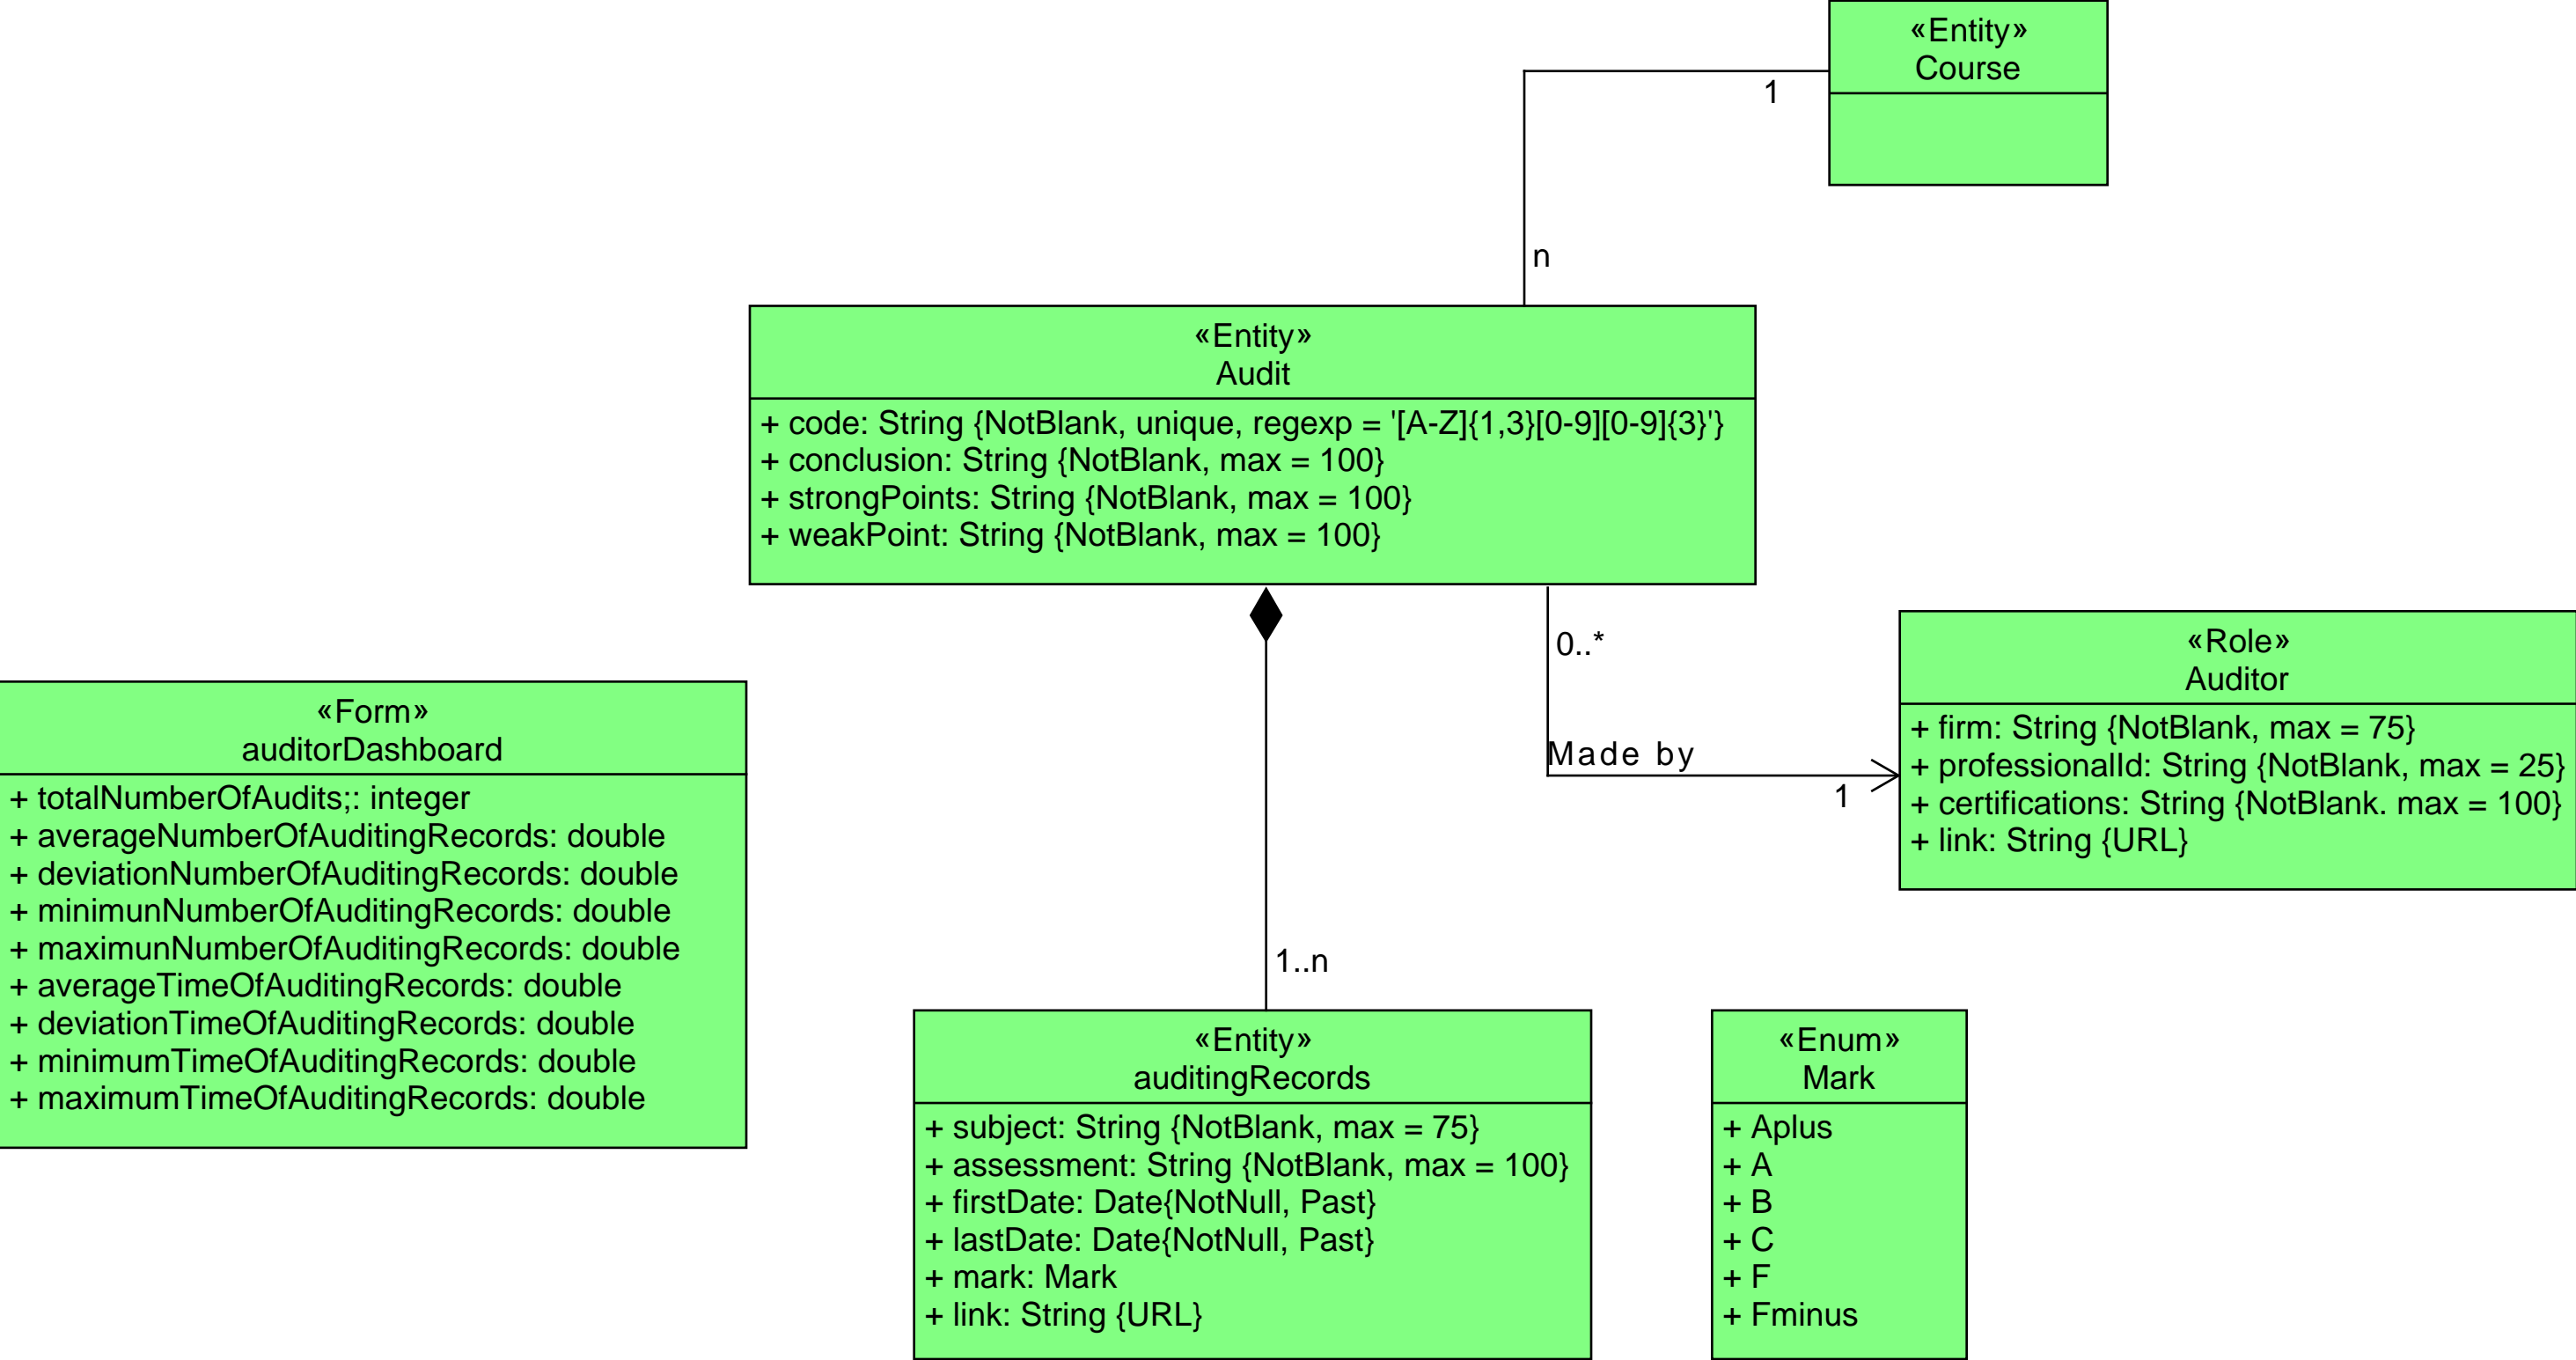 «Entity»
Course
1
n
«Entity»
Audit
+ code: String {NotBlank, unique, regexp = '[A-Z]{1,3}[0-9][0-9]{3}'}
+ conclusion: String {NotBlank, max = 100}
+ strongPoints: String {NotBlank, max = 100}
+ weakPoint: String {NotBlank, max = 100}
0..*
Made by
1
«Role»
Auditor
+ firm: String {NotBlank, max = 75}
+ professionalId: String {NotBlank, max = 25}
+ certifications: String {NotBlank. max = 100}
+ link: String {URL}
«Form»
auditorDashboard
+ totalNumberOfAudits;: integer
+ averageNumberOfAuditingRecords: double
+ deviationNumberOfAuditingRecords: double
+ minimunNumberOfAuditingRecords: double
+ maximunNumberOfAuditingRecords: double
+ averageTimeOfAuditingRecords: double
+ deviationTimeOfAuditingRecords: double
+ minimumTimeOfAuditingRecords: double
+ maximumTimeOfAuditingRecords: double
1..n
«Entity»
auditingRecords
+ subject: String {NotBlank, max = 75}
+ assessment: String {NotBlank, max = 100}
+ firstDate: Date{NotNull, Past}
+ lastDate: Date{NotNull, Past}
+ mark: Mark
+ link: String {URL}
«Enum»
Mark
+ Aplus
+ A
+ B
+ C
+ F
+ Fminus